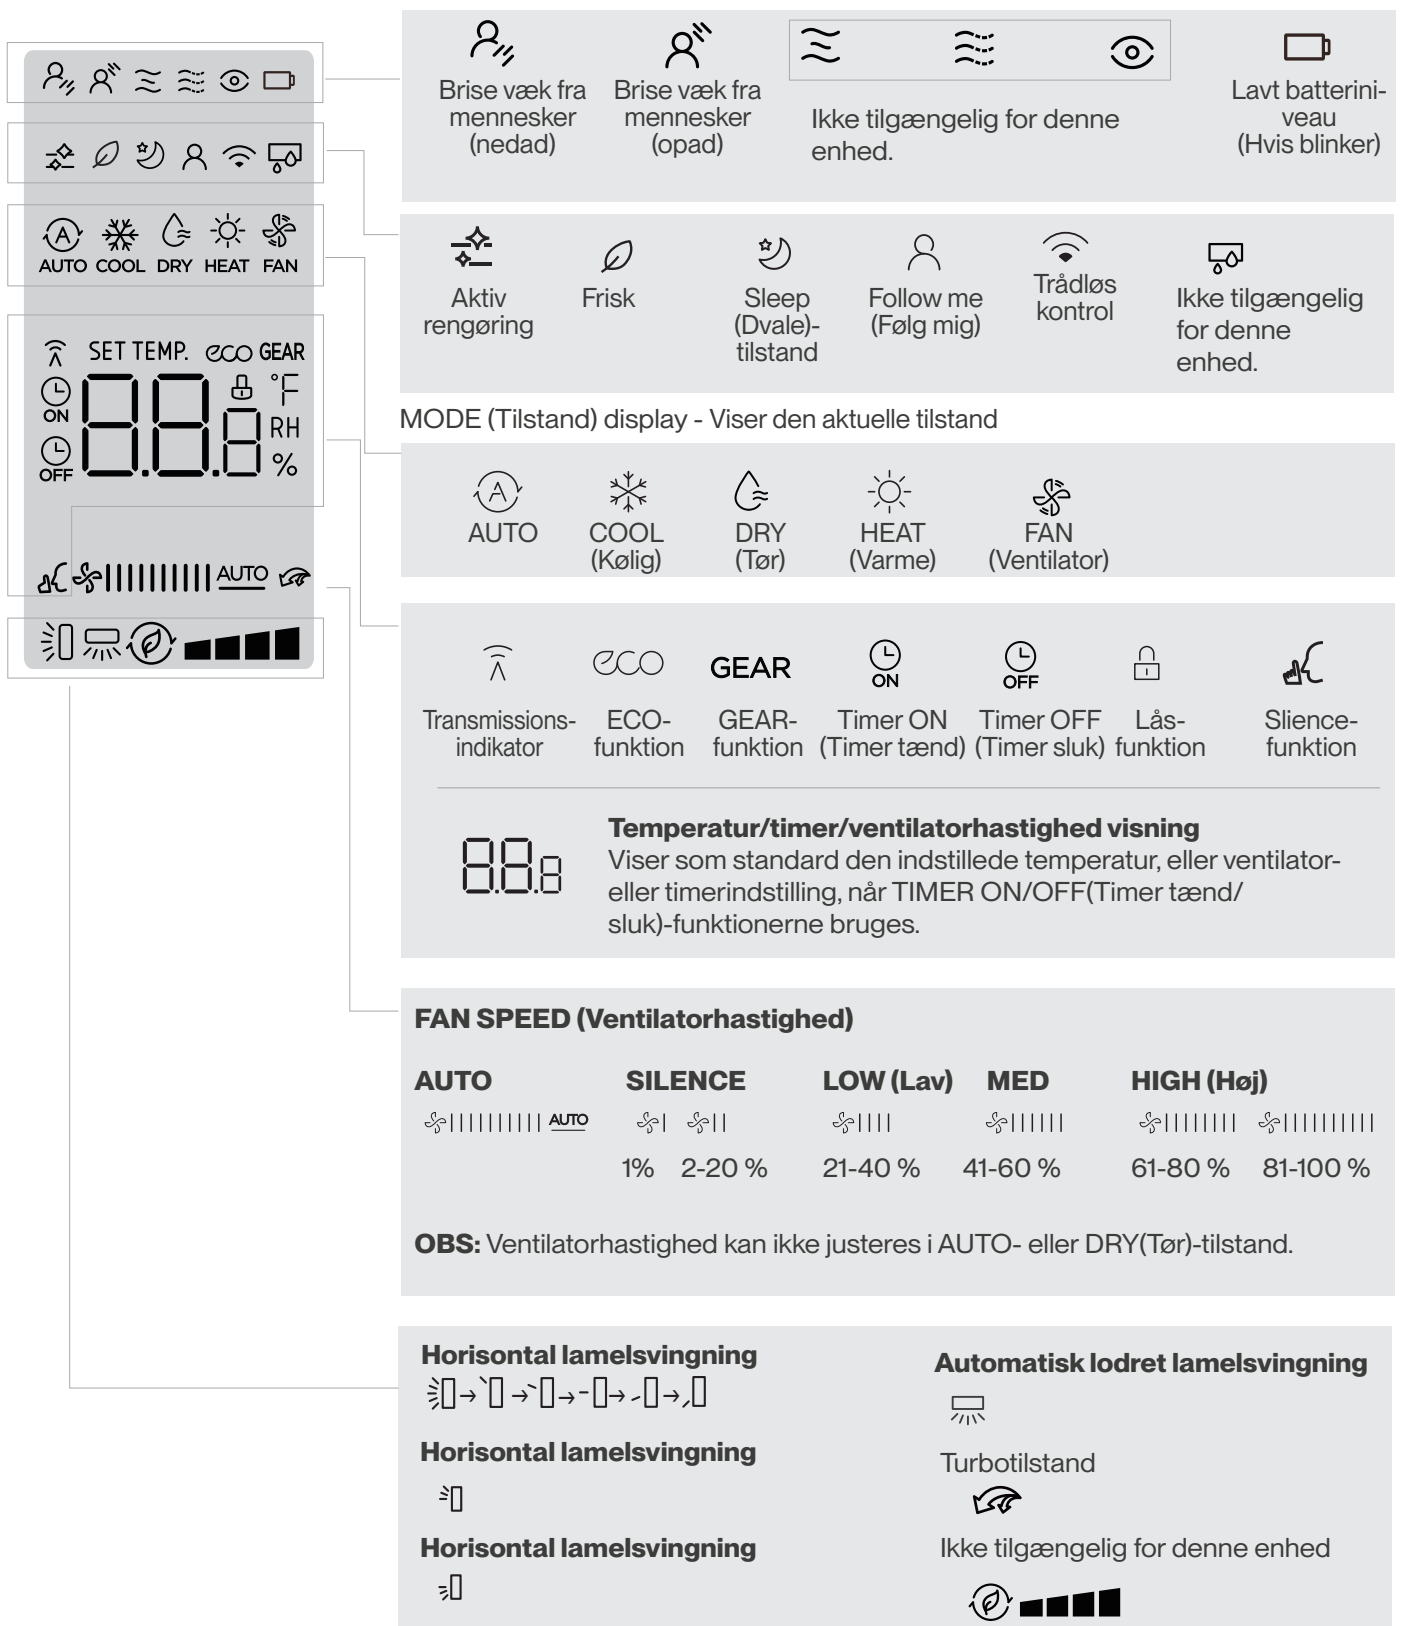 AUTO COOL DRY HEAT FAN
SET TEMP. eco GEAR
ON
°F
RH
OFF
%
AUTO
Brise væk fra
mennesker
(nedad)
Brise væk fra
mennesker
(opad)
Ikke tilgængelig for denne
enhed.
Lavt batterini-
veau
(Hvis blinker)
Aktiv
rengøring
Frisk
Sleep
(Dvale)-
tilstand
Follow me
(Følg mig)
Trådløs
kontrol
Ikke tilgængelig
for denne
enhed.
MODE (Tilstand) display - Viser den aktuelle tilstand
AUTO
COOL
(Kølig)
DRY
(Tør)
HEAT
(Varme)
FAN
(Ventilator)
eco
GEAR
ON
OFF
Transmissions-
indikator
ECO-
funktion
GEAR-
funktion
Timer ON
(Timer tænd)
Timer OFF
(Timer sluk)
Lås-
funktion
Slience-
funktion
Temperatur/timer/ventilatorhastighed visning
Viser som standard den indstillede temperatur, eller ventilator-
eller timerindstilling, når TIMER ON/OFF(Timer tænd/
sluk)-funktionerne bruges.
FAN SPEED (Ventilatorhastighed)
AUTO SILENCE LOW (Lav) MED HIGH (Høj)
AUTO
1% 2-20 % 21-40 % 41-60 % 61-80 % 81-100 %
OBS: Ventilatorhastighed kan ikke justeres i AUTO- eller DRY(Tør)-tilstand.
Horisontal lamelsvingning
Horisontal lamelsvingning
Horisontal lamelsvingning
Automatisk lodret lamelsvingning
Turbotilstand
Ikke tilgængelig for denne enhed